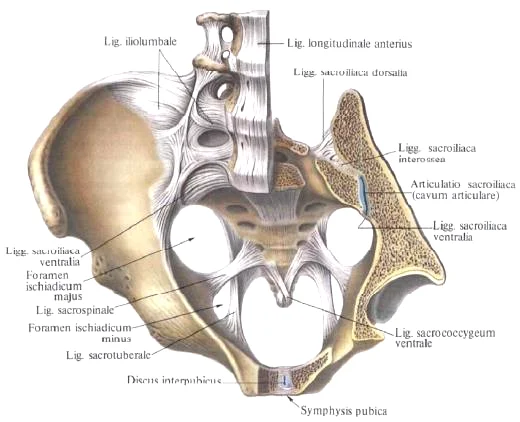 Lig. iliolumbale
Lig. longitudinale anterius
Ligg. sacroiliaca dorsalia
Ligg. sacroiliaca
interossea
Articulatio sacroiliaca
(cavum articulare)
Ligg. sacroiliaca
ventralia
Ligg. sacroiliaca
ventralia
Foramen
ischiadicum
majus
Lig. sacrospinale
Foramen ischiadicum
minus
Lig. sacrotuberale
Lig. sacrococcygeum
ventrale
Discus interpubicus
Symphysis pubica